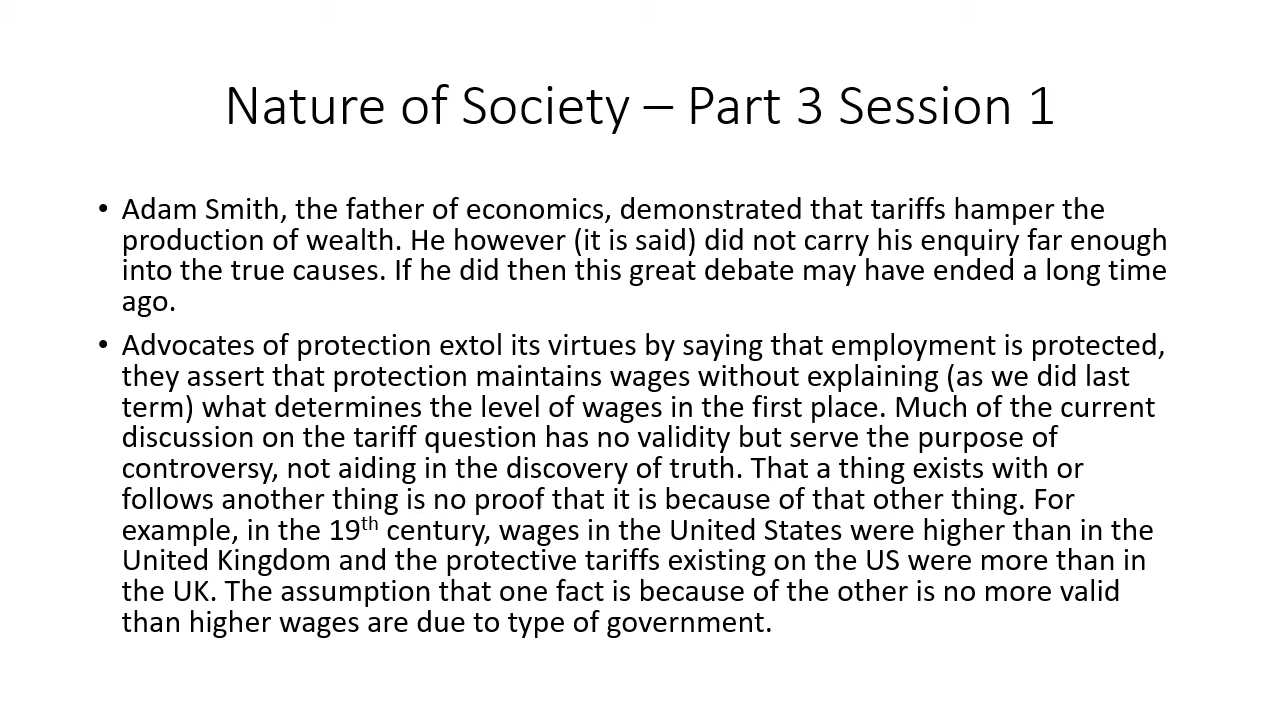 Nature of Society – Part 3 Session 1
• Adam Smith, the father of economics, demonstrated that tariffs hamper the
production of wealth. He however (it is said) did not carry his enquiry far enough
into the true causes. If he did then this great debate may have ended a long time
ago.
• Advocates of protection extol its virtues by saying that employment is protected,
they assert that protection maintains wages without explaining (as we did last
term) what determines the level of wages in the first place. Much of the current
discussion on the tariff question has no validity but serve the purpose of
controversy, not aiding in the discovery of truth. That a thing exists with or
follows another thing is no proof that it is because of that other thing. For
example, in the 19th century, wages in the United States were higher than in the
United Kingdom and the protective tariffs existing on the US were more than in
the UK. The assumption that one fact is because of the other is no more valid
than higher wages are due to type of government.